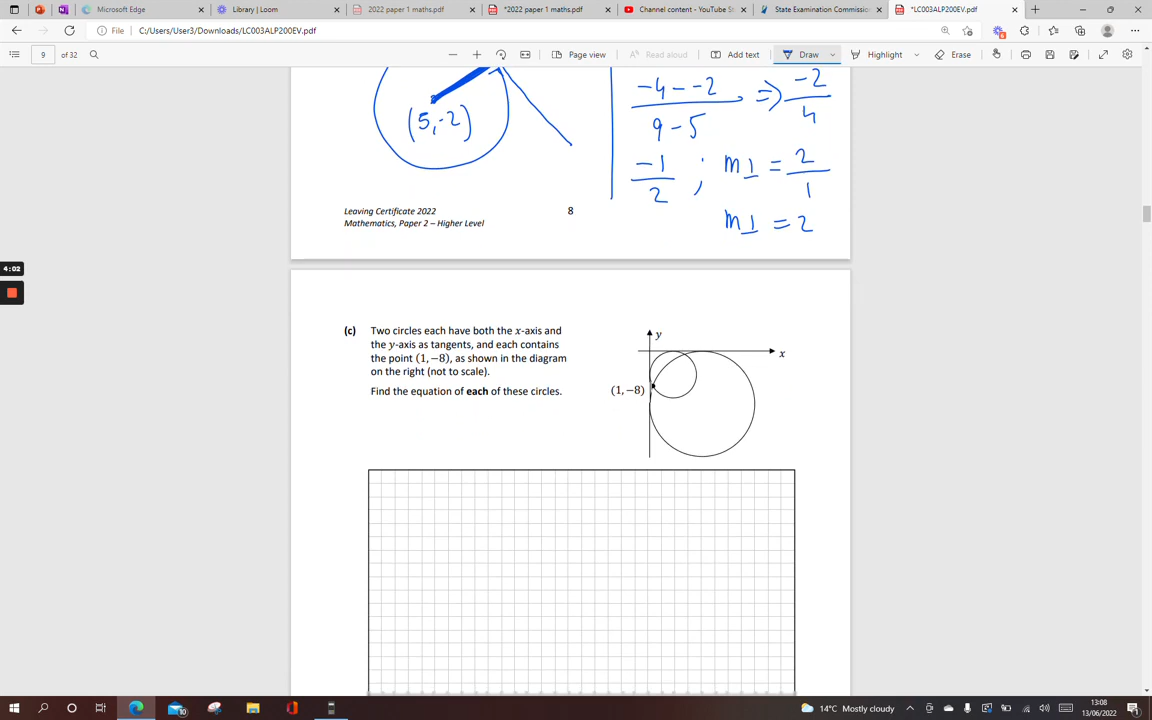 Microsoft Edge
Library | Loom
2022 paper 1 maths.pdf
*2022 paper 1 maths.pdf
Channel content - YouTube St
State Examination Commissio
*LC003ALP200EV.pdf
File
C:/Users/User3/Downloads/LC003ALP200EV.pdf
9
of 32
Page view
Read aloud
Add text
Draw
Highlight
Erase
(5,-2)
-4--2
9-5
=> -2
4
-1
2
; m⊥ = 2
1
m⊥ = 2
Leaving Certificate 2022
8
Mathematics, Paper 2 – Higher Level
4:02
(c) Two circles each have both the x-axis and
the y-axis as tangents, and each contains
the point (1, −8), as shown in the diagram
on the right (not to scale).
Find the equation of each of these circles.
y
x
(1, −8)
14°C Mostly cloudy
13:08
13/06/2022